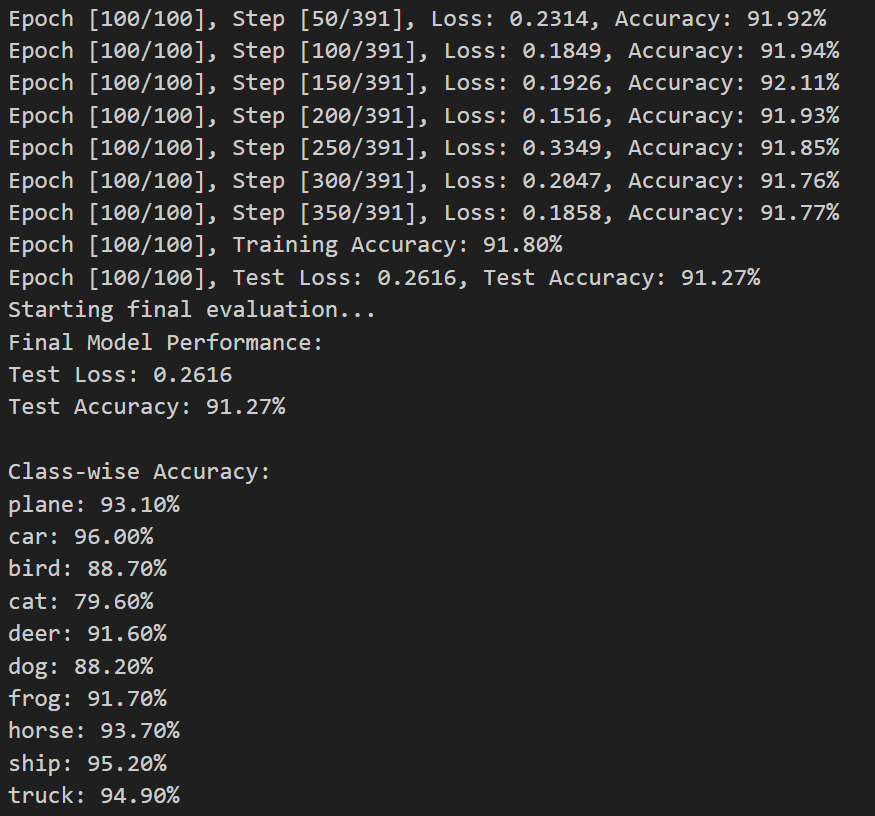 Epoch [100/100], Step [50/391], Loss: 0.2314, Accuracy: 91.92%
Epoch [100/100], Step [100/391], Loss: 0.1849, Accuracy: 91.94%
Epoch [100/100], Step [150/391], Loss: 0.1926, Accuracy: 92.11%
Epoch [100/100], Step [200/391], Loss: 0.1516, Accuracy: 91.93%
Epoch [100/100], Step [250/391], Loss: 0.3349, Accuracy: 91.85%
Epoch [100/100], Step [300/391], Loss: 0.2047, Accuracy: 91.76%
Epoch [100/100], Step [350/391], Loss: 0.1858, Accuracy: 91.77%
Epoch [100/100], Training Accuracy: 91.80%
Epoch [100/100], Test Loss: 0.2616, Test Accuracy: 91.27%
Starting final evaluation...
Final Model Performance:
Test Loss: 0.2616
Test Accuracy: 91.27%

Class-wise Accuracy:
plane: 93.10%
car: 96.00%
bird: 88.70%
cat: 79.60%
deer: 91.60%
dog: 88.20%
frog: 91.70%
horse: 93.70%
ship: 95.20%
truck: 94.90%